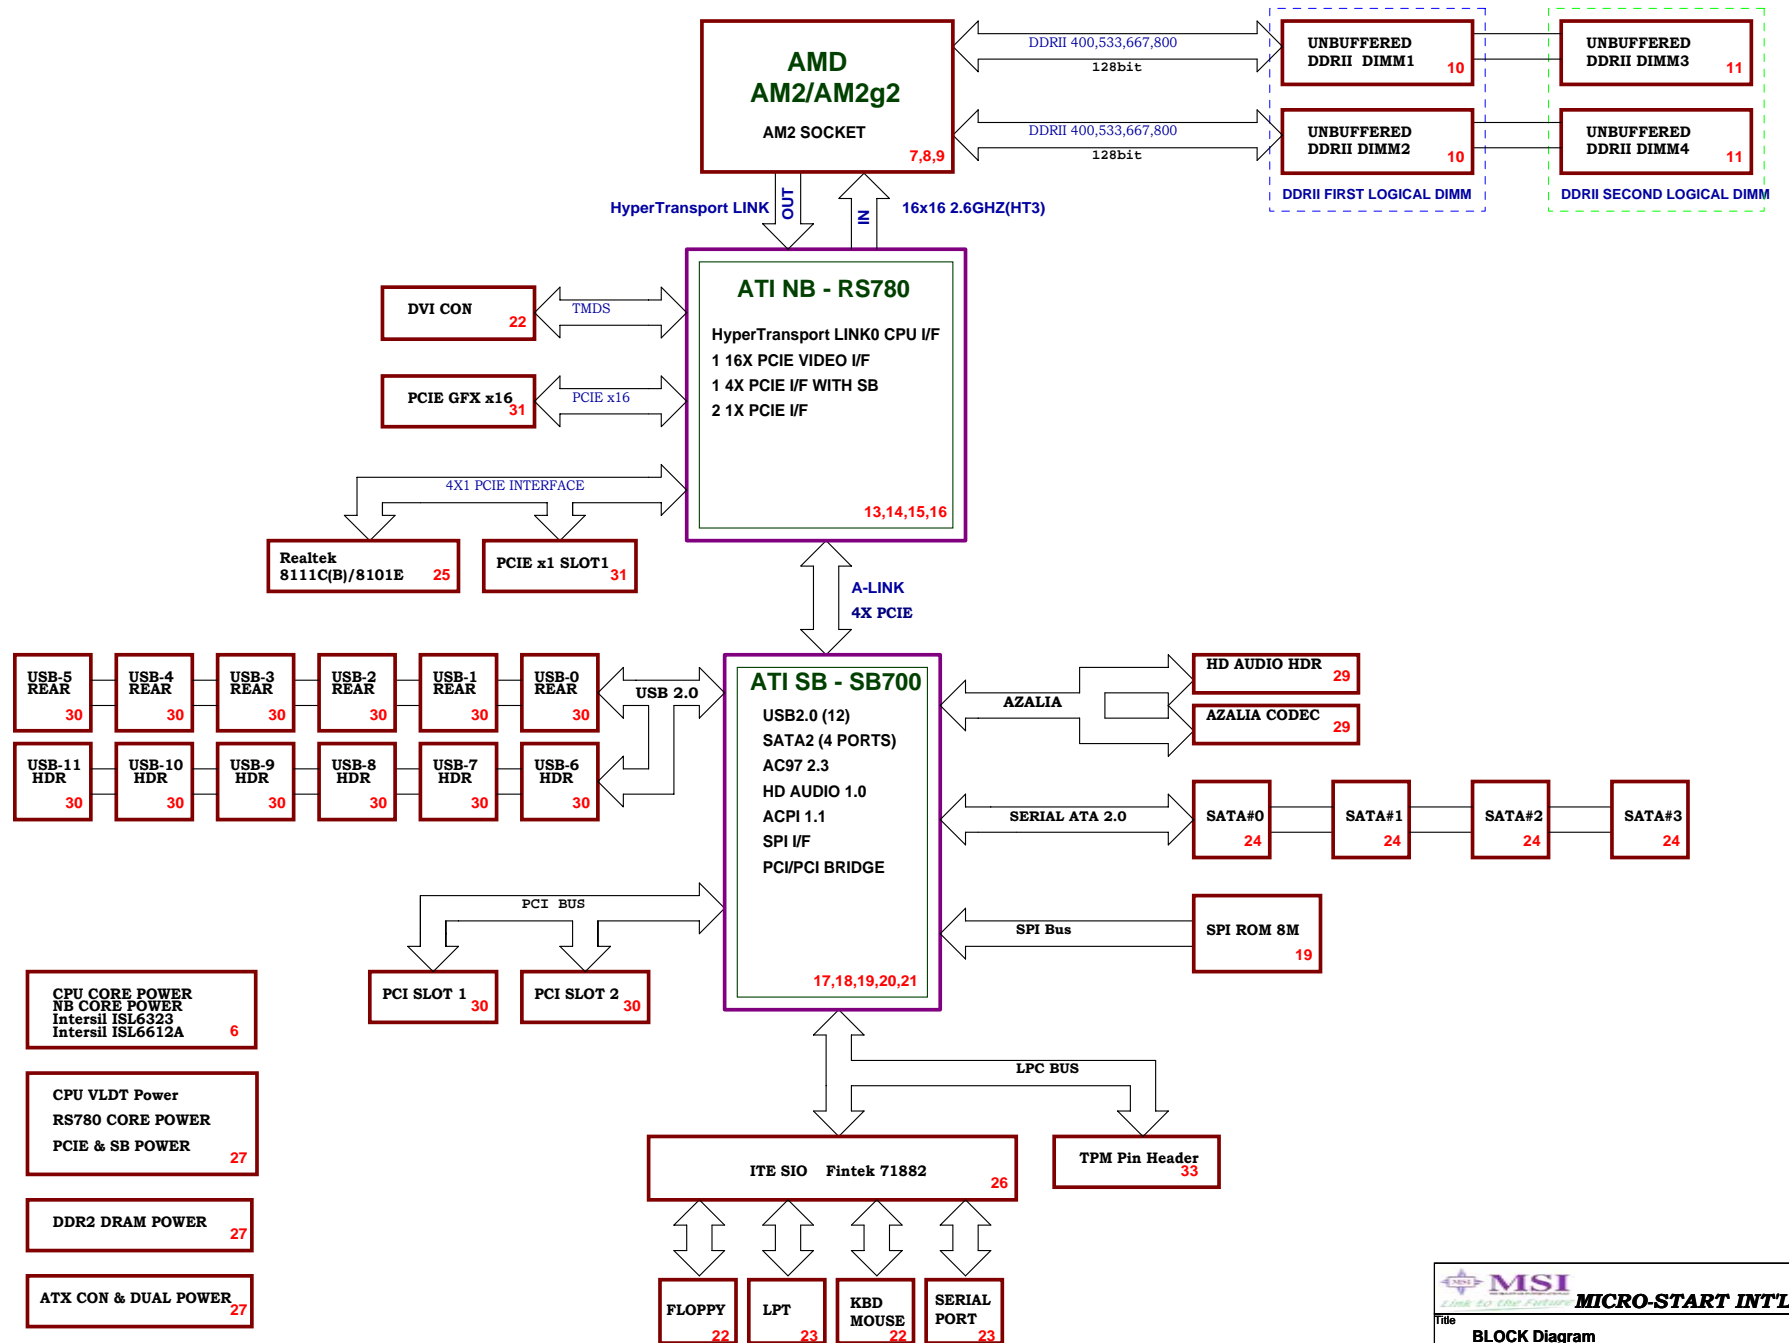 AMD
AM2/AM2g2
AM2 SOCKET
7,8,9
DDRII 400,533,667,800
128bit
DDRII 400,533,667,800
128bit
UNBUFFERED
DDRII DIMM1
10
UNBUFFERED
DDRII DIMM3
11
UNBUFFERED
DDRII DIMM2
10
UNBUFFERED
DDRII DIMM4
11
DDRII FIRST LOGICAL DIMM
DDRII SECOND LOGICAL DIMM
HyperTransport LINK
OUT
IN
16x16 2.6GHZ(HT3)
ATI NB - RS780
HyperTransport LINK0 CPU I/F
1 16X PCIE VIDEO I/F
1 4X PCIE I/F WITH SB
2 1X PCIE I/F
13,14,15,16
DVI CON
22
TMDS
PCIE GFX x16
31
PCIE x16
4X1 PCIE INTERFACE
Realtek
8111C(B)/8101E
25
PCIE x1 SLOT1
31
A-LINK
4X PCIE
USB-5
REAR
30
USB-4
REAR
30
USB-3
REAR
30
USB-2
REAR
30
USB-1
REAR
30
USB-0
REAR
30
USB 2.0
USB-11
HDR
30
USB-10
HDR
30
USB-9
HDR
30
USB-8
HDR
30
USB-7
HDR
30
USB-6
HDR
30
ATI SB - SB700
USB2.0 (12)
SATA2 (4 PORTS)
AC97 2.3
HD AUDIO 1.0
ACPI 1.1
SPI I/F
PCI/PCI BRIDGE
17,18,19,20,21
AZALIA
HD AUDIO HDR
29
AZALIA CODEC
29
SERIAL ATA 2.0
SATA#0
24
SATA#1
24
SATA#2
24
SATA#3
24
SPI Bus
SPI ROM 8M
19
PCI BUS
PCI SLOT 1
30
PCI SLOT 2
30
CPU CORE POWER
NB CORE POWER
Intersil ISL6323
Intersil ISL6612A
6
CPU VLDT Power
RS780 CORE POWER
PCIE & SB POWER
27
DDR2 DRAM POWER
27
ATX CON & DUAL POWER
27
LPC BUS
ITE SIO Fintek 71882
26
TPM Pin Header
33
FLOPPY
22
LPT
23
KBD
MOUSE
22
SERIAL
PORT
23
MSI
Link to the Future
MICRO-START INT'L
Title
BLOCK Diagram